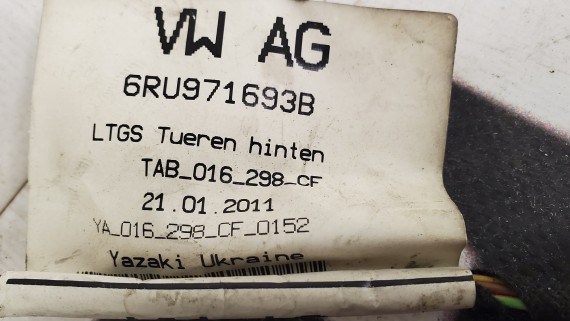 VW AG
6RU971693B
LTGS Tueren hinten
TAB_016_298_CF
21.01.2011
YA_016_298_CF_0152
Yazaki Ukraine